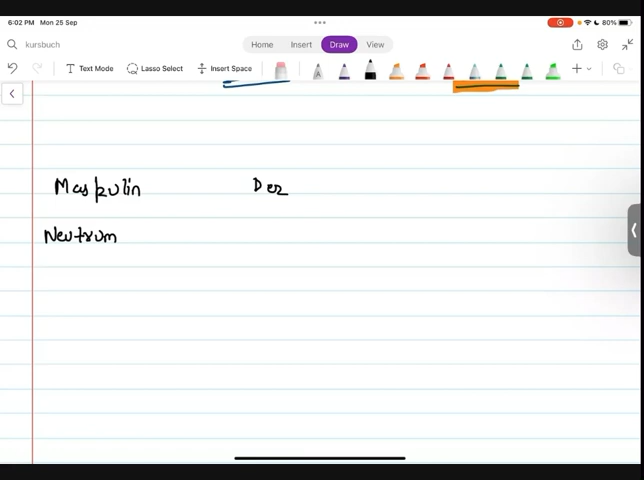 6:02 PM Mon 25 Sep 80%
kursbuch Home Insert Draw View
Text Mode Lasso Select Insert Space
Maskulin Der
Neutrum